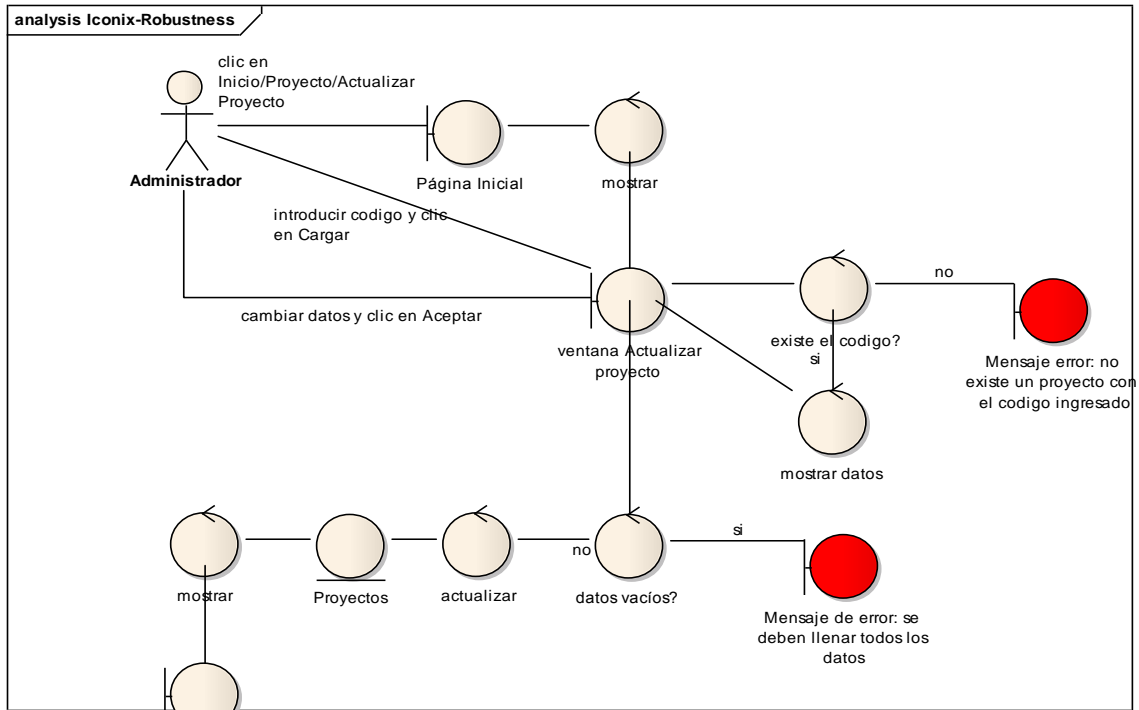 analysis Iconix-Robustness
clic en
Inicio/Proyecto/Actualizar
Proyecto
Administrador
Página Inicial
mostrar
introducir codigo y clic
en Cargar
cambiar datos y clic en Aceptar
ventana Actualizar
proyecto
existe el codigo?
si
no
Mensaje error: no
existe un proyecto con
el codigo ingresado
mostrar datos
mostrar
Proyectos
actualizar
no
datos vacíos?
si
Mensaje de error: se
deben llenar todos los
datos